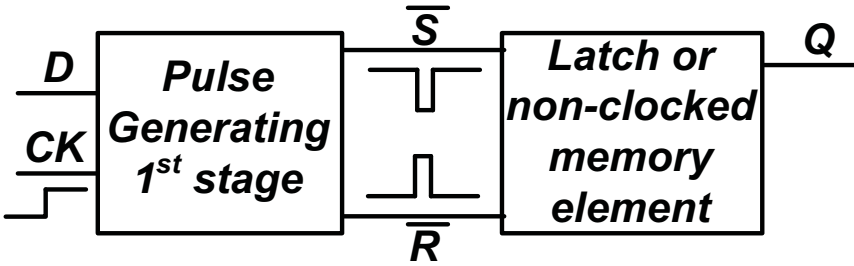 D
CK
Pulse
Generating
1st stage
S̅
R̅
Latch or
non-clocked
memory
element
Q